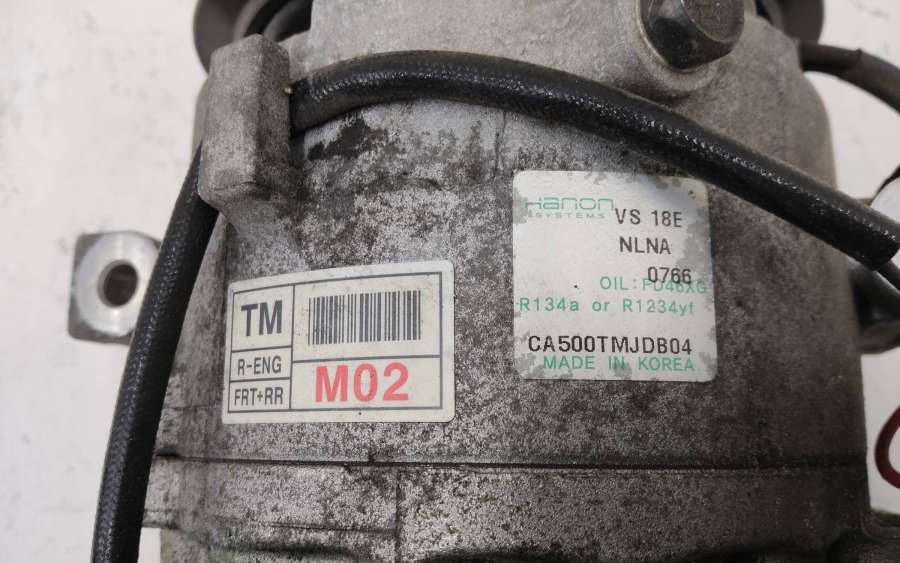 Hanon
SYSTEMS
VS 18E
NLNA
0766
OIL: FD46XG
R134a or R1234yf
CA500TMJDB04
MADE IN KOREA
TM
R-ENG
FRT+RR
M02